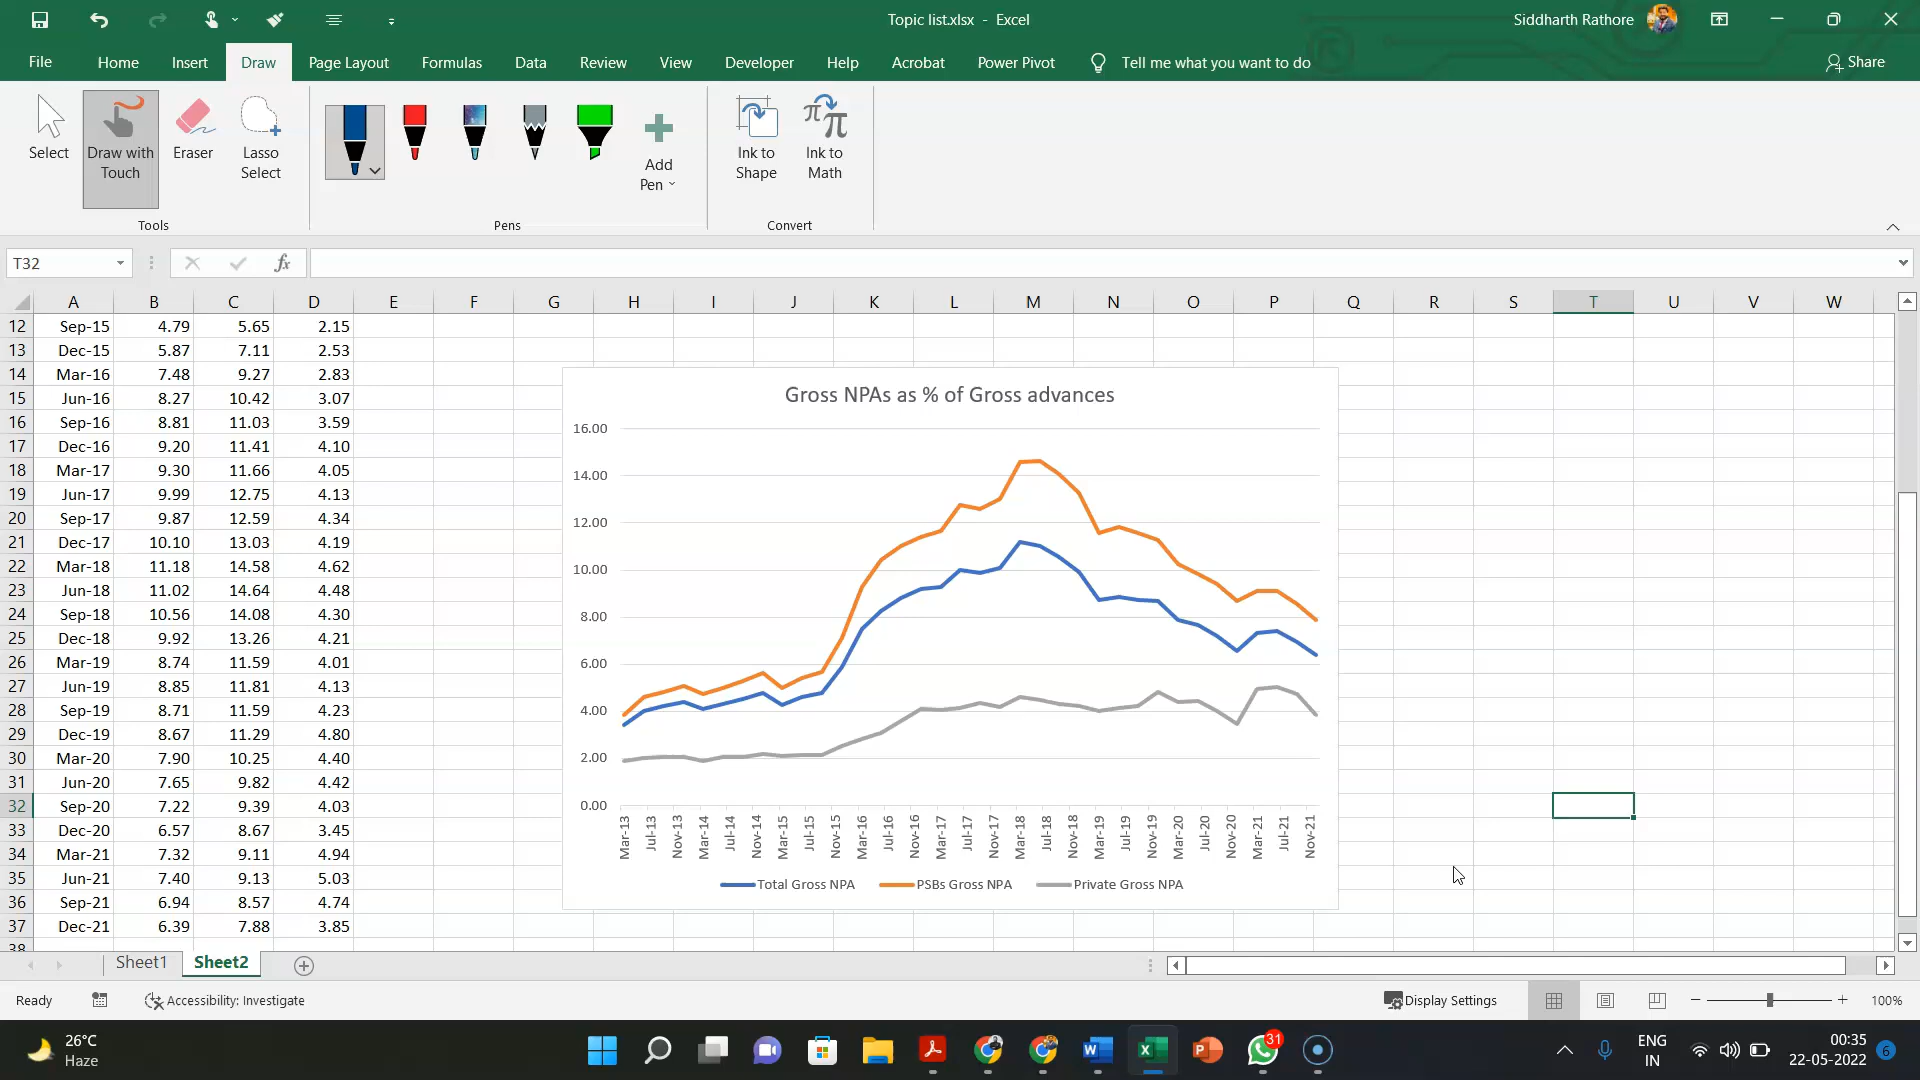 Topic list.xlsx - Excel
Siddharth Rathore
File Home Insert Draw Page Layout Formulas Data Review View Developer Help Acrobat Power Pivot Tell me what you want to do Share
Select
Draw with Touch
Eraser
Lasso Select
Add Pen
Ink to Shape
Ink to Math
Tools Pens Convert
T32 fx
A B C D E F G H I J K L M N O P Q R S T U V W
12 Sep-15 4.79 5.65 2.15
13 Dec-15 5.87 7.11 2.53
14 Mar-16 7.48 9.27 2.83
15 Jun-16 8.27 10.42 3.07
16 Sep-16 8.81 11.03 3.59
17 Dec-16 9.20 11.41 4.10
18 Mar-17 9.30 11.66 4.05
19 Jun-17 9.99 12.75 4.13
20 Sep-17 9.87 12.59 4.34
21 Dec-17 10.10 13.03 4.19
22 Mar-18 11.18 14.58 4.62
23 Jun-18 11.02 14.64 4.48
24 Sep-18 10.56 14.08 4.30
25 Dec-18 9.92 13.26 4.21
26 Mar-19 8.74 11.59 4.01
27 Jun-19 8.85 11.81 4.13
28 Sep-19 8.71 11.59 4.23
29 Dec-19 8.67 11.29 4.80
30 Mar-20 7.90 10.25 4.40
31 Jun-20 7.65 9.82 4.42
32 Sep-20 7.22 9.39 4.03
33 Dec-20 6.57 8.67 3.45
34 Mar-21 7.32 9.11 4.94
35 Jun-21 7.40 9.13 5.03
36 Sep-21 6.94 8.57 4.74
37 Dec-21 6.39 7.88 3.85
38
Gross NPAs as % of Gross advances
16.00
14.00
12.00
10.00
8.00
6.00
4.00
2.00
0.00
Mar-13 Jul-13 Nov-13 Mar-14 Jul-14 Nov-14 Mar-15 Jul-15 Nov-15 Mar-16 Jul-16 Nov-16 Mar-17 Jul-17 Nov-17 Mar-18 Jul-18 Nov-18 Mar-19 Jul-19 Nov-19 Mar-20 Jul-20 Nov-20 Mar-21 Jul-21 Nov-21
Total Gross NPA PSBs Gross NPA Private Gross NPA
Sheet1 Sheet2
Ready Accessibility: Investigate Display Settings 100%
26°C
Haze
31
ENG
IN
00:35
22-05-2022
6